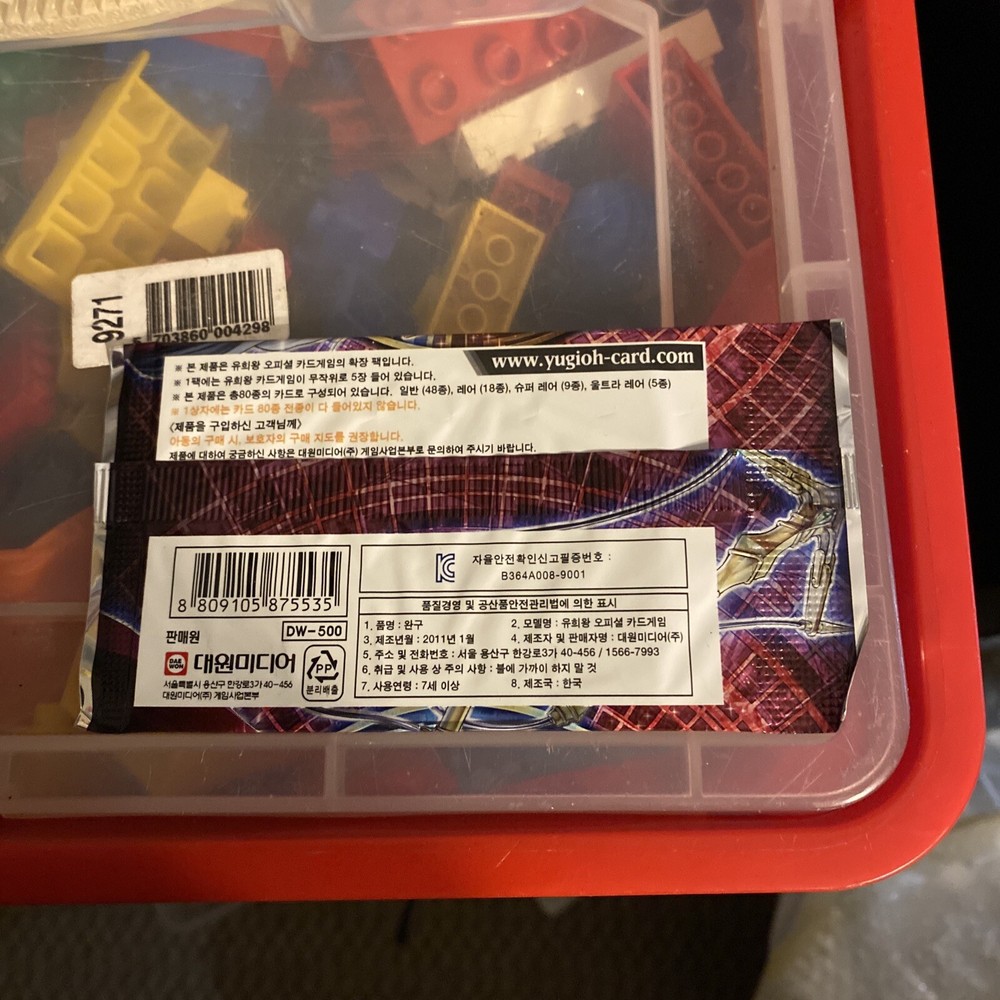 9271
5 703860 004298
www.yugioh-card.com
※ 본 제품은 유희왕 오피셜 카드게임의 확장 팩입니다.
※ 1팩에는 유희왕 카드게임이 무작위로 5장 들어 있습니다.
※ 본 제품은 총80종의 카드로 구성되어 있습니다. 일반 (48종), 레어 (18종), 슈퍼 레어 (9종), 울트라 레어 (5종)
※ 1상자에는 카드 80종 전종이 다 들어있지 않습니다.
<제품을 구입하신 고객님께>
아동의 구매 시, 보호자의 구매 지도를 권장합니다.
제품에 대하여 궁금하신 사항은 대원미디어(주) 게임사업본부로 문의하여 주시기 바랍니다.
8 809105 875535
판매원
DW-500
DAE WON 대원미디어
서울특별시 용산구 한강로3가 40-456
대원미디어(주) 게임사업본부
PP
분리배출
자율안전확인신고필증번호 :
B364A008-9001
품질경영 및 공산품안전관리법에 의한 표시
1. 품명 : 완구
2. 모델명 : 유희왕 오피셜 카드게임
3. 제조년월 : 2011년 1월
4. 제조자 및 판매자명 : 대원미디어(주)
5. 주소 및 전화번호 : 서울 용산구 한강로3가 40-456 / 1566-7993
6. 취급 및 사용 상 주의 사항 : 불에 가까이 하지 말 것
7. 사용연령 : 7세 이상
8. 제조국 : 한국